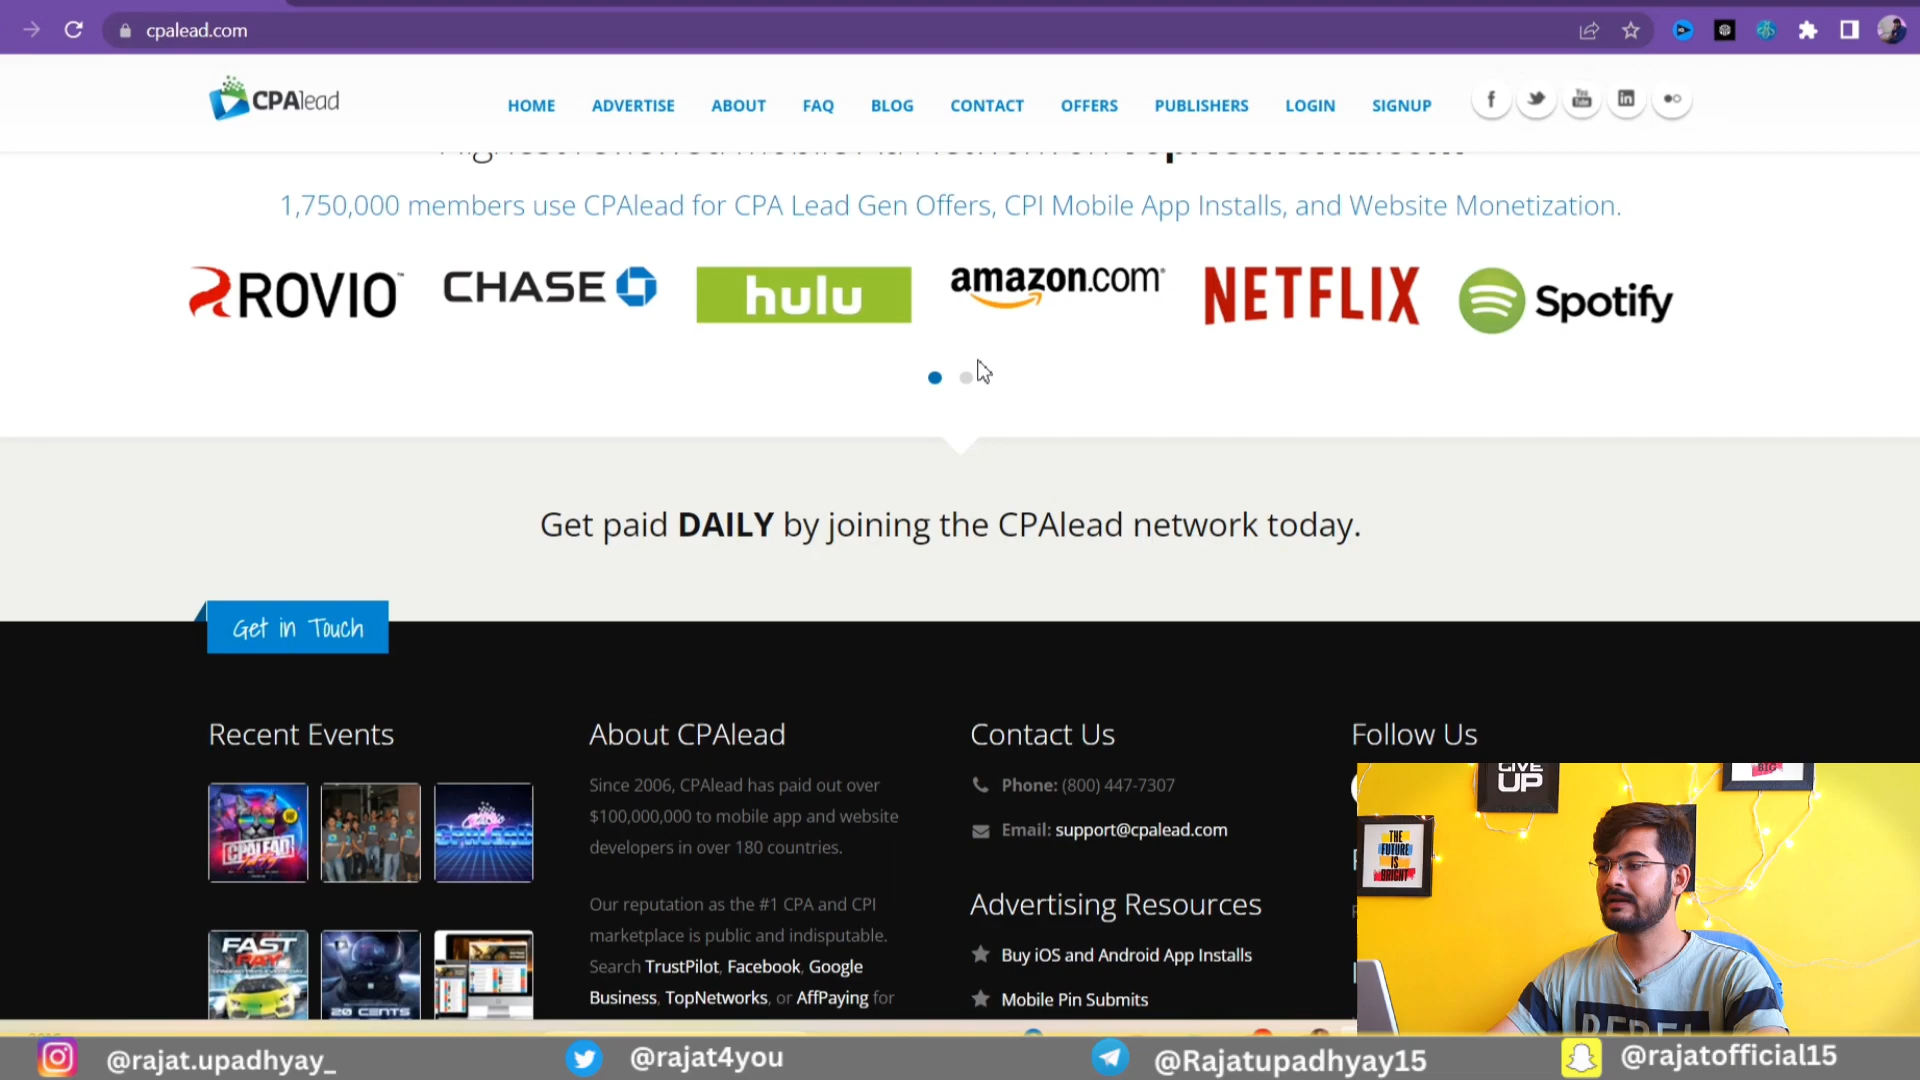 cpalead.com
CPAlead
HOME ADVERTISE ABOUT FAQ BLOG CONTACT OFFERS PUBLISHERS LOGIN SIGNUP
1,750,000 members use CPAlead for CPA Lead Gen Offers, CPI Mobile App Installs, and Website Monetization.
ROVIO™ CHASE hulu amazon.com NETFLIX Spotify
Get paid DAILY by joining the CPAlead network today.
Get in Touch
Recent Events
CPALEAD
FAST PAY
20 CENTS
About CPAlead
Since 2006, CPAlead has paid out over
$100,000,000 to mobile app and website
developers in over 180 countries.
Our reputation as the #1 CPA and CPI
marketplace is public and indisputable.
Search TrustPilot, Facebook, Google
Business, TopNetworks, or AffPaying for
Contact Us
Phone: (800) 447-7307
Email: support@cpalead.com
Advertising Resources
Buy iOS and Android App Installs
Mobile Pin Submits
Follow Us
GIVE
UP
BIG
THE
FUTURE
IS
BRIGHT
REBEL
@rajat.upadhyay_ @rajat4you @Rajatupadhyay15 @rajatofficial15